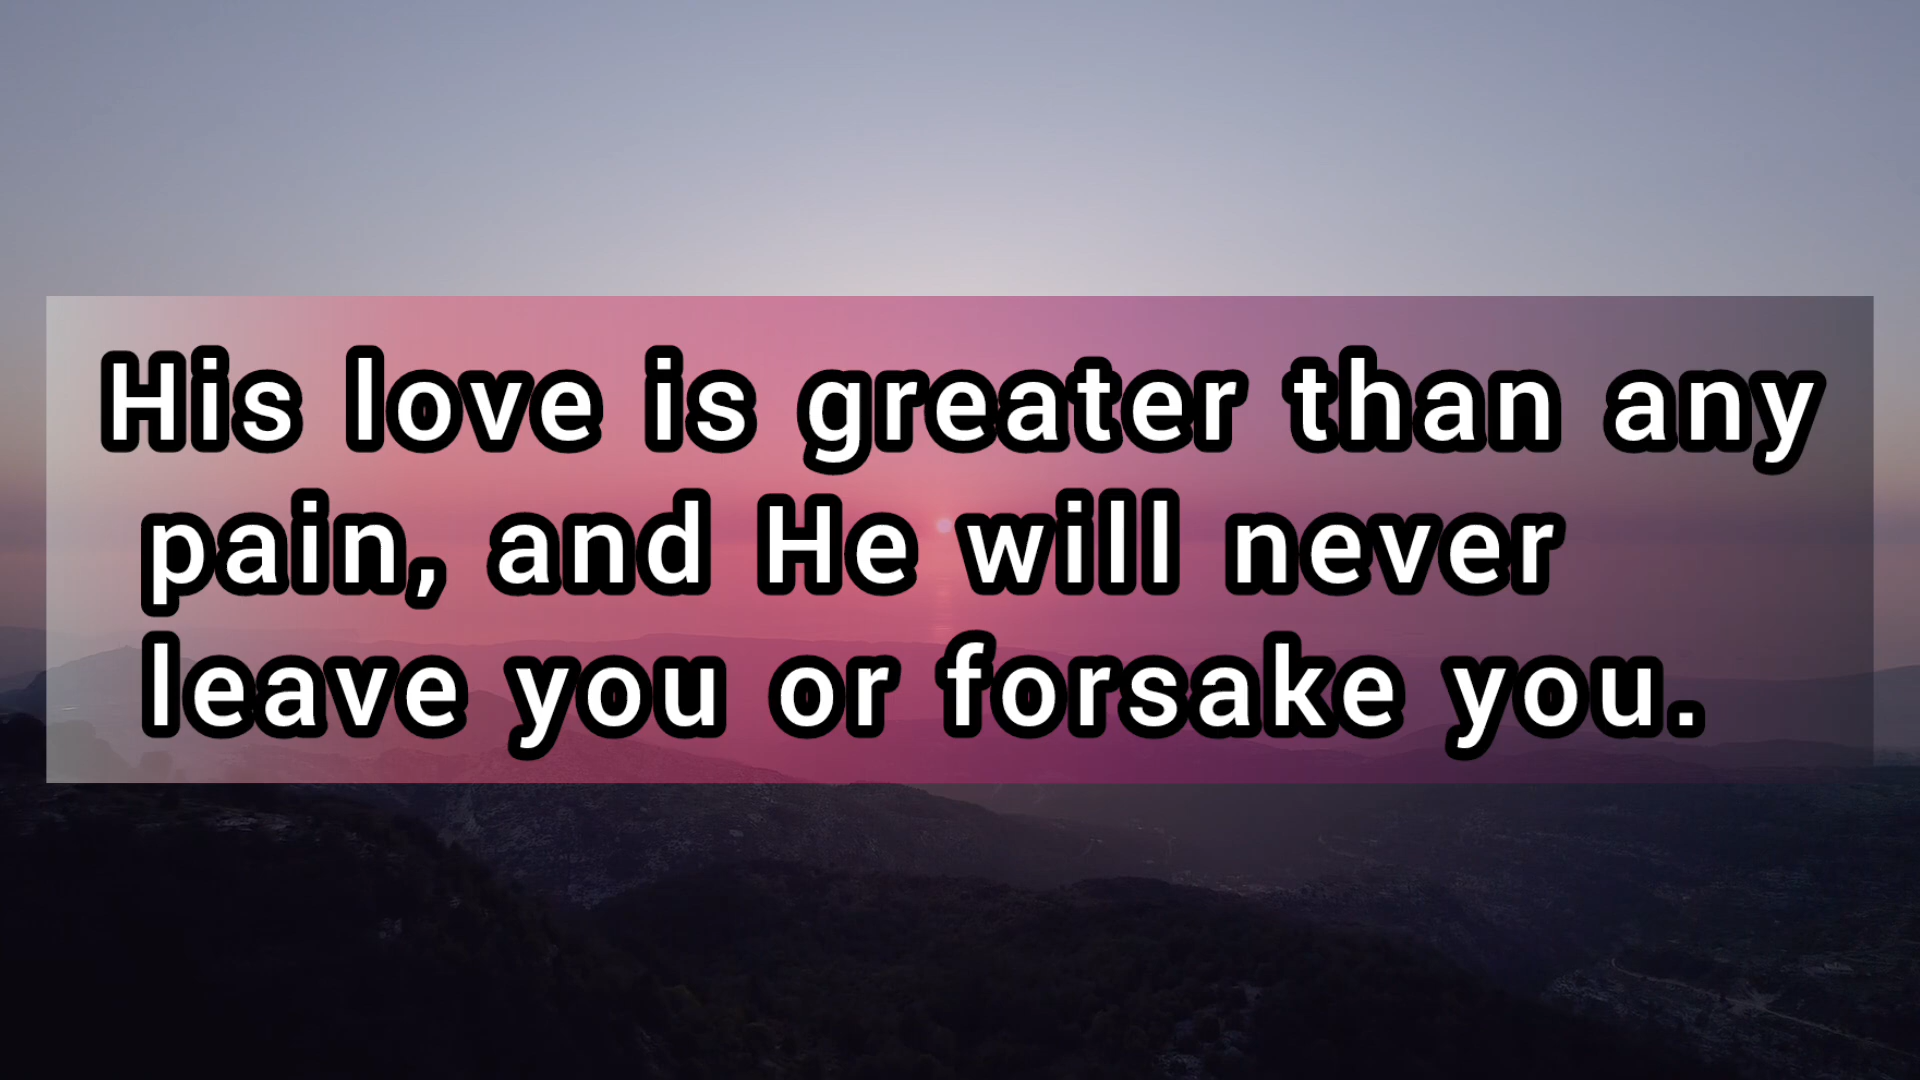 His love is greater than any
pain, and He will never
leave you or forsake you.